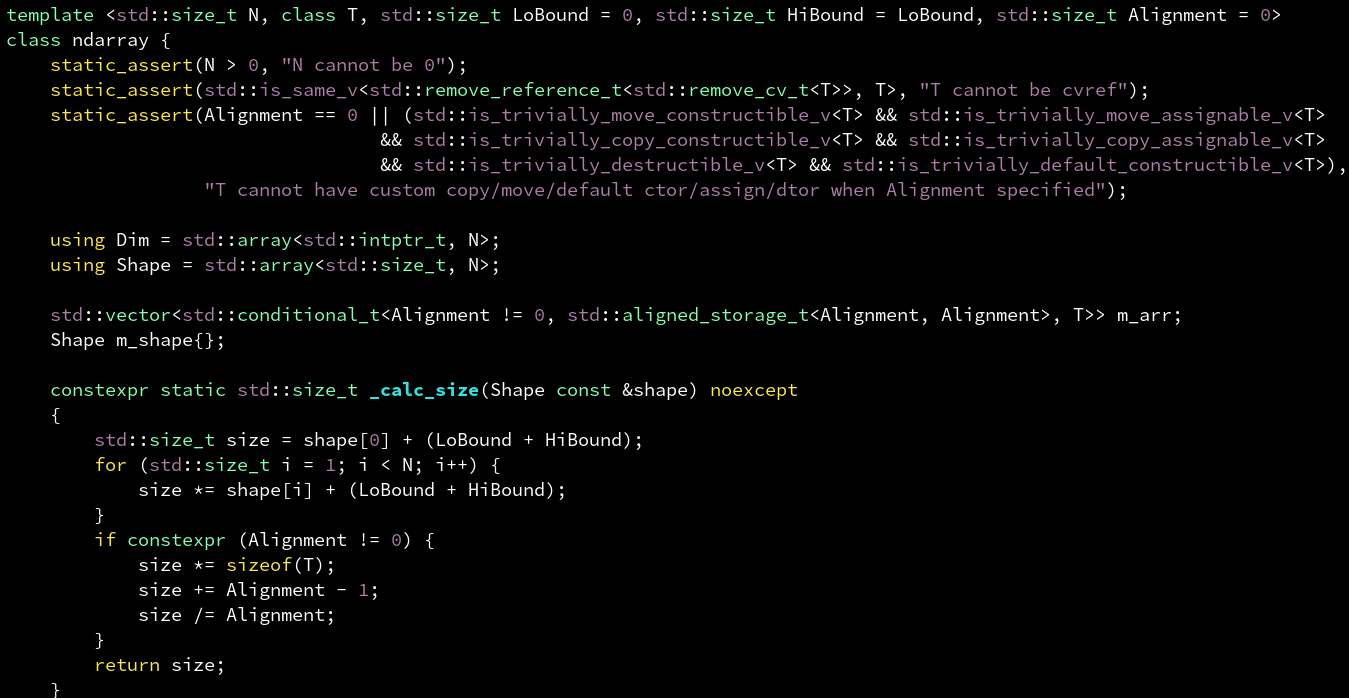 template <std::size_t N, class T, std::size_t LoBound = 0, std::size_t HiBound = LoBound, std::size_t Alignment = 0>
class ndarray {
    static_assert(N > 0, "N cannot be 0");
    static_assert(std::is_same_v<std::remove_reference_t<std::remove_cv_t<T>>, T>, "T cannot be cvref");
    static_assert(Alignment == 0 || (std::is_trivially_move_constructible_v<T> && std::is_trivially_move_assignable_v<T>
                                  && std::is_trivially_copy_constructible_v<T> && std::is_trivially_copy_assignable_v<T>
                                  && std::is_trivially_destructible_v<T> && std::is_trivially_default_constructible_v<T>),
                  "T cannot have custom copy/move/default ctor/assign/dtor when Alignment specified");

    using Dim = std::array<std::intptr_t, N>;
    using Shape = std::array<std::size_t, N>;

    std::vector<std::conditional_t<Alignment != 0, std::aligned_storage_t<Alignment, Alignment>, T>> m_arr;
    Shape m_shape{};

    constexpr static std::size_t _calc_size(Shape const &shape) noexcept
    {
        std::size_t size = shape[0] + (LoBound + HiBound);
        for (std::size_t i = 1; i < N; i++) {
            size *= shape[i] + (LoBound + HiBound);
        }
        if constexpr (Alignment != 0) {
            size *= sizeof(T);
            size += Alignment - 1;
            size /= Alignment;
        }
        return size;
    }